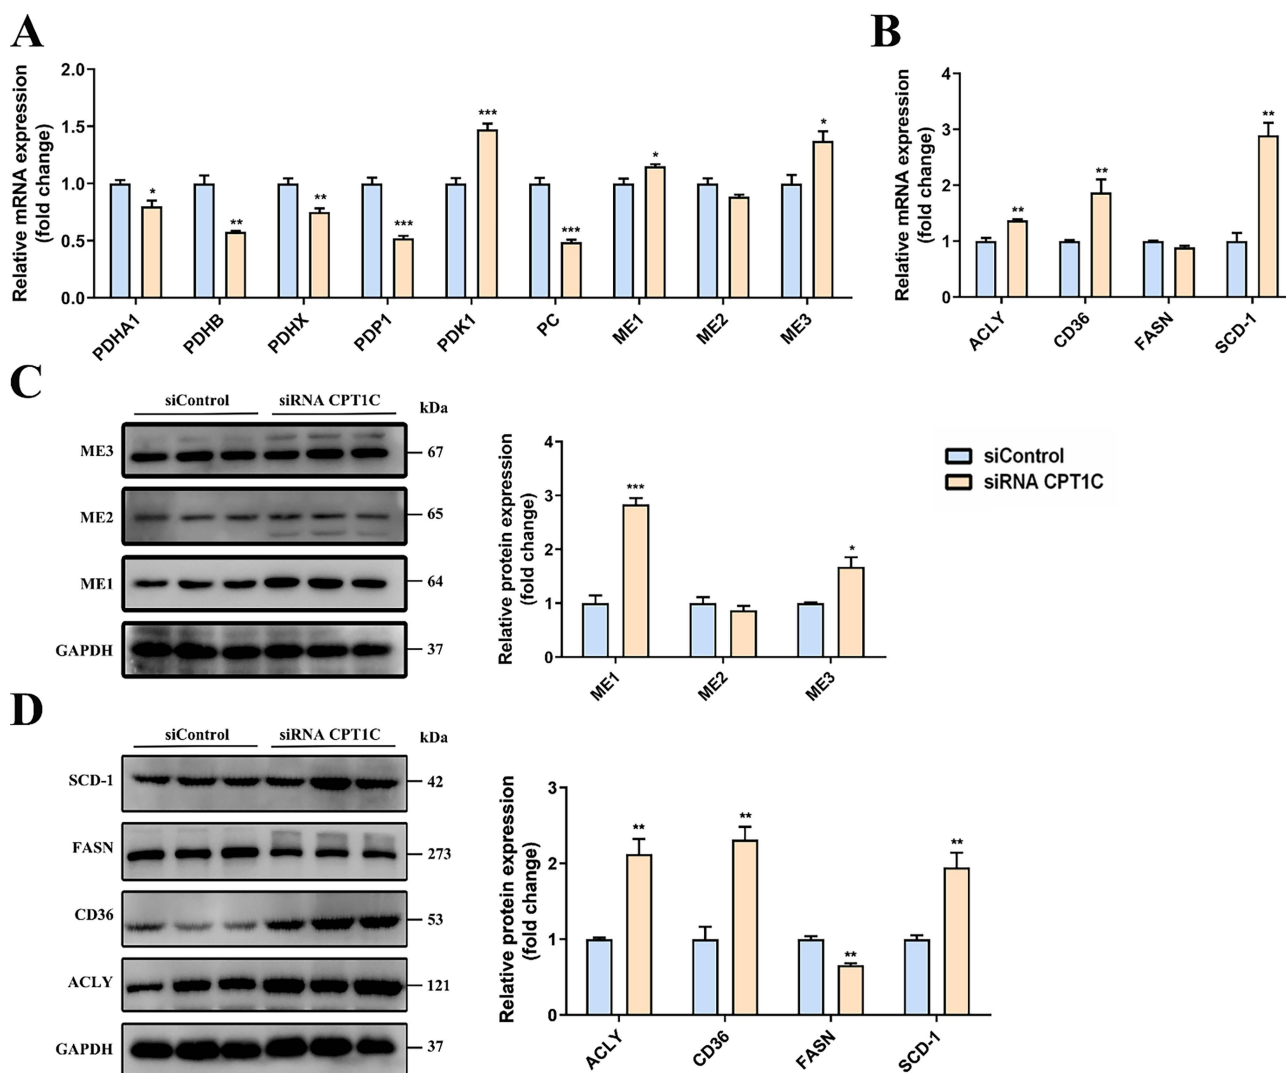 A
Relative mRNA expression
(fold change)
2.0
1.5
1.0
0.5
0.0
*
**
**
***
***
***
*
*
PDHA1
PDHB
PDHX
PDP1
PDK1
PC
ME1
ME2
ME3
B
Relative mRNA expression
(fold change)
4
3
2
1
0
**
**
**
ACLY
CD36
FASN
SCD-1
C
siControl
siRNA CPT1C
kDa
ME3
67
ME2
65
ME1
64
GAPDH
37
Relative protein expression
(fold change)
4
3
2
1
0
***
*
ME1
ME2
ME3
siControl
siRNA CPT1C
D
siControl
siRNA CPT1C
kDa
SCD-1
42
FASN
273
CD36
53
ACLY
121
GAPDH
37
Relative protein expression
(fold change)
3
2
1
0
**
**
**
**
ACLY
CD36
FASN
SCD-1